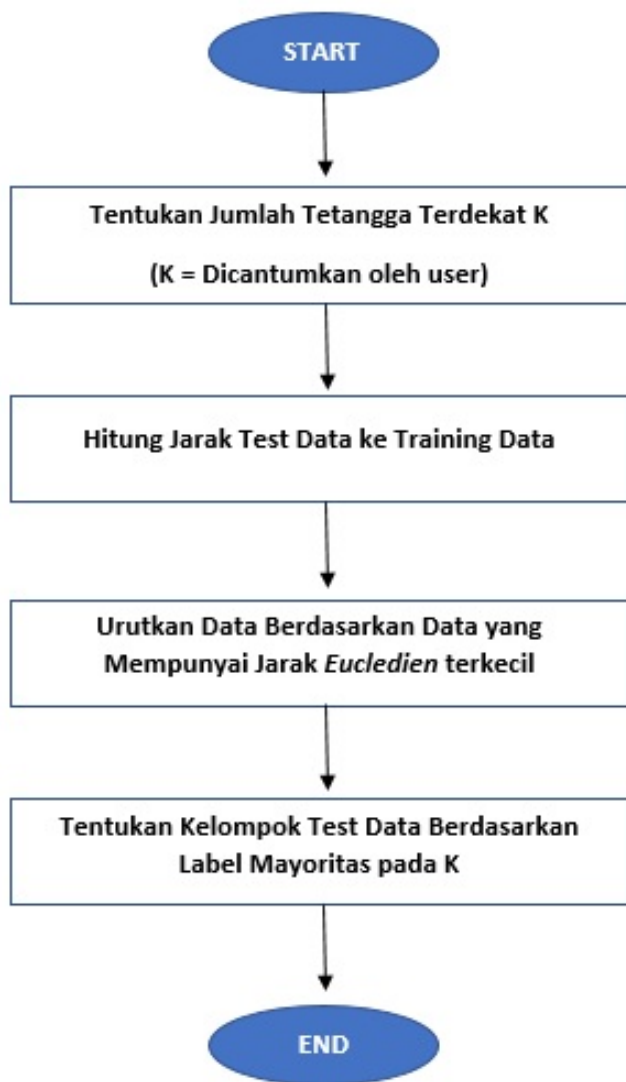 START
Tentukan Jumlah Tetangga Terdekat K
(K = Dicantumkan oleh user)
Hitung Jarak Test Data ke Training Data
Urutkan Data Berdasarkan Data yang
Mempunyai Jarak Eucledien terkecil
Tentukan Kelompok Test Data Berdasarkan
Label Mayoritas pada K
END